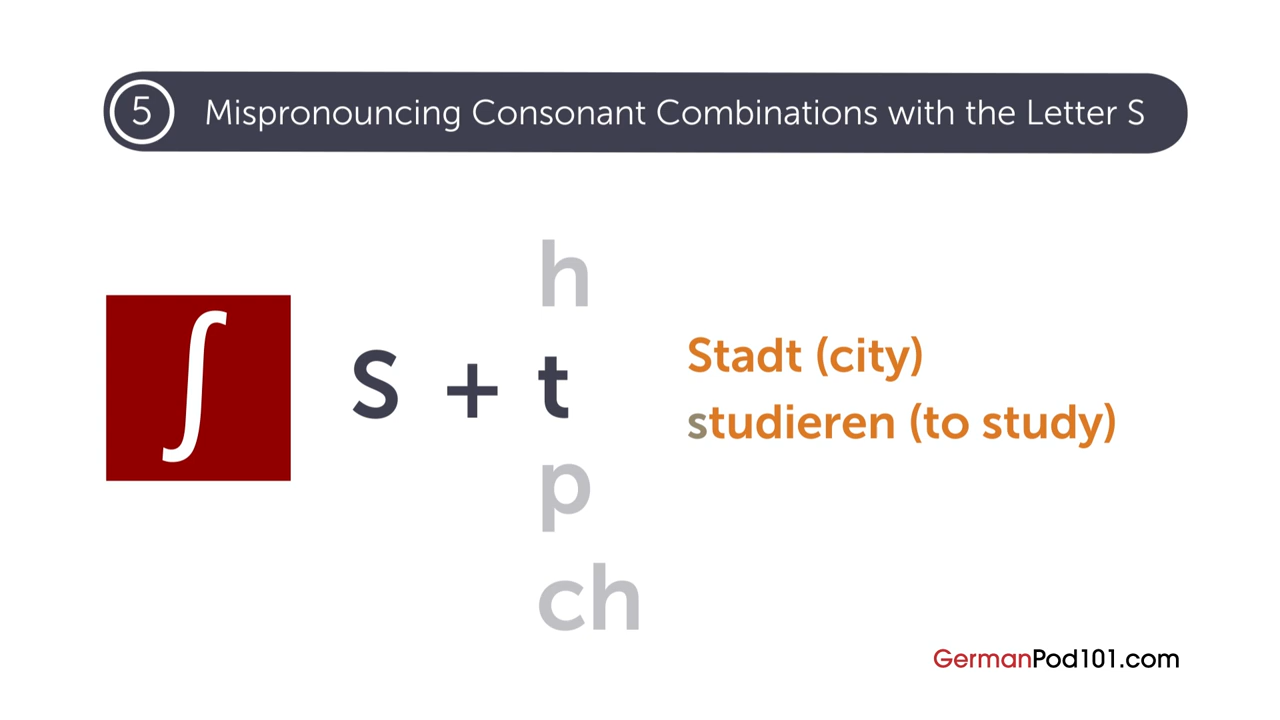 5 Mispronouncing Consonant Combinations with the Letter S
h
ʃ S + t
p
ch
Stadt (city)
studieren (to study)
GermanPod101.com